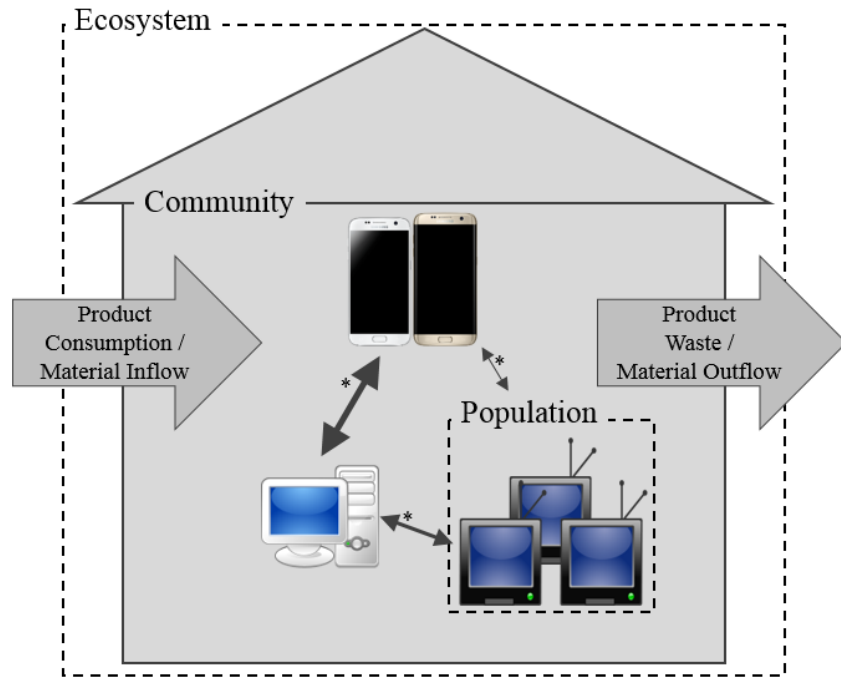 Ecosystem
Community
Product
Consumption /
Material Inflow
Product
Waste /
Material Outflow
*
*
Population
*